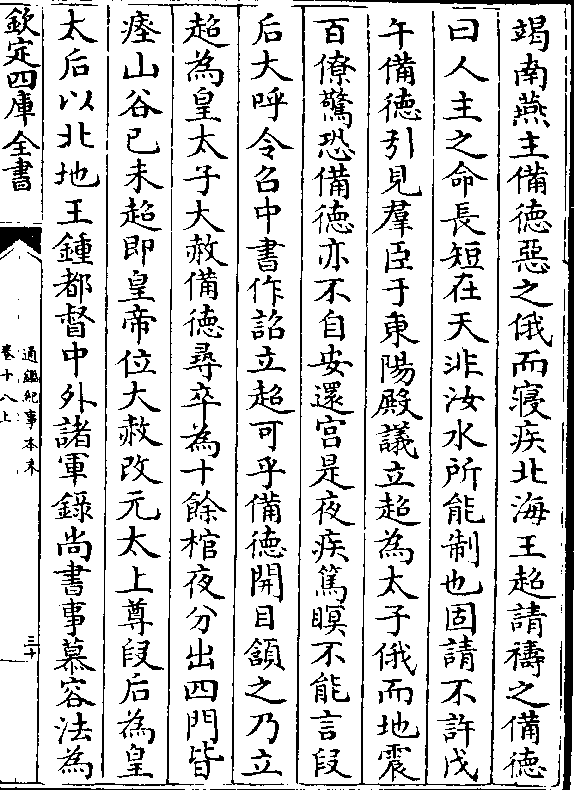 竭南燕主備徳惡之俄而寢疾北海王超請禱之備徳
曰人主之命長短在天非汝水所能制也固請不許戊
午備徳引見羣臣于東陽殿議立超為太子俄而地震
百僚驚恐備徳亦不自安還宫是夜疾篤瞑不能言段
后大呼令召中書作詔立超可乎備徳開目頷之乃立
超為皇太子大赦備徳尋卒為十餘棺夜分出四門皆
瘞山谷己未超即皇帝位大赦改元太上尊段后為皇
太后以北地王鍾都督中外諸軍錄尚書事慕容法為
欽定四庫全書
通鑑紀事本末
卷十八上
三十